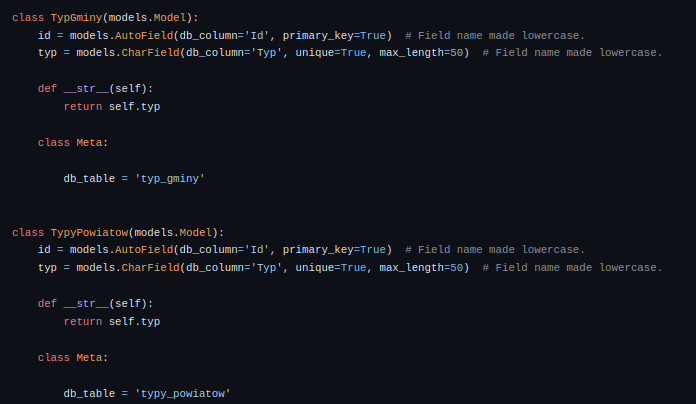 class TypGminy(models.Model):
    id = models.AutoField(db_column='Id', primary_key=True)  # Field name made lowercase.
    typ = models.CharField(db_column='Typ', unique=True, max_length=50)  # Field name made lowercase.
    def __str__(self):
        return self.typ
    class Meta:
        db_table = 'typ_gminy'
class TypyPowiatow(models.Model):
    id = models.AutoField(db_column='Id', primary_key=True)  # Field name made lowercase.
    typ = models.CharField(db_column='Typ', unique=True, max_length=50)  # Field name made lowercase.
    def __str__(self):
        return self.typ
    class Meta:
        db_table = 'typy_powiatow'